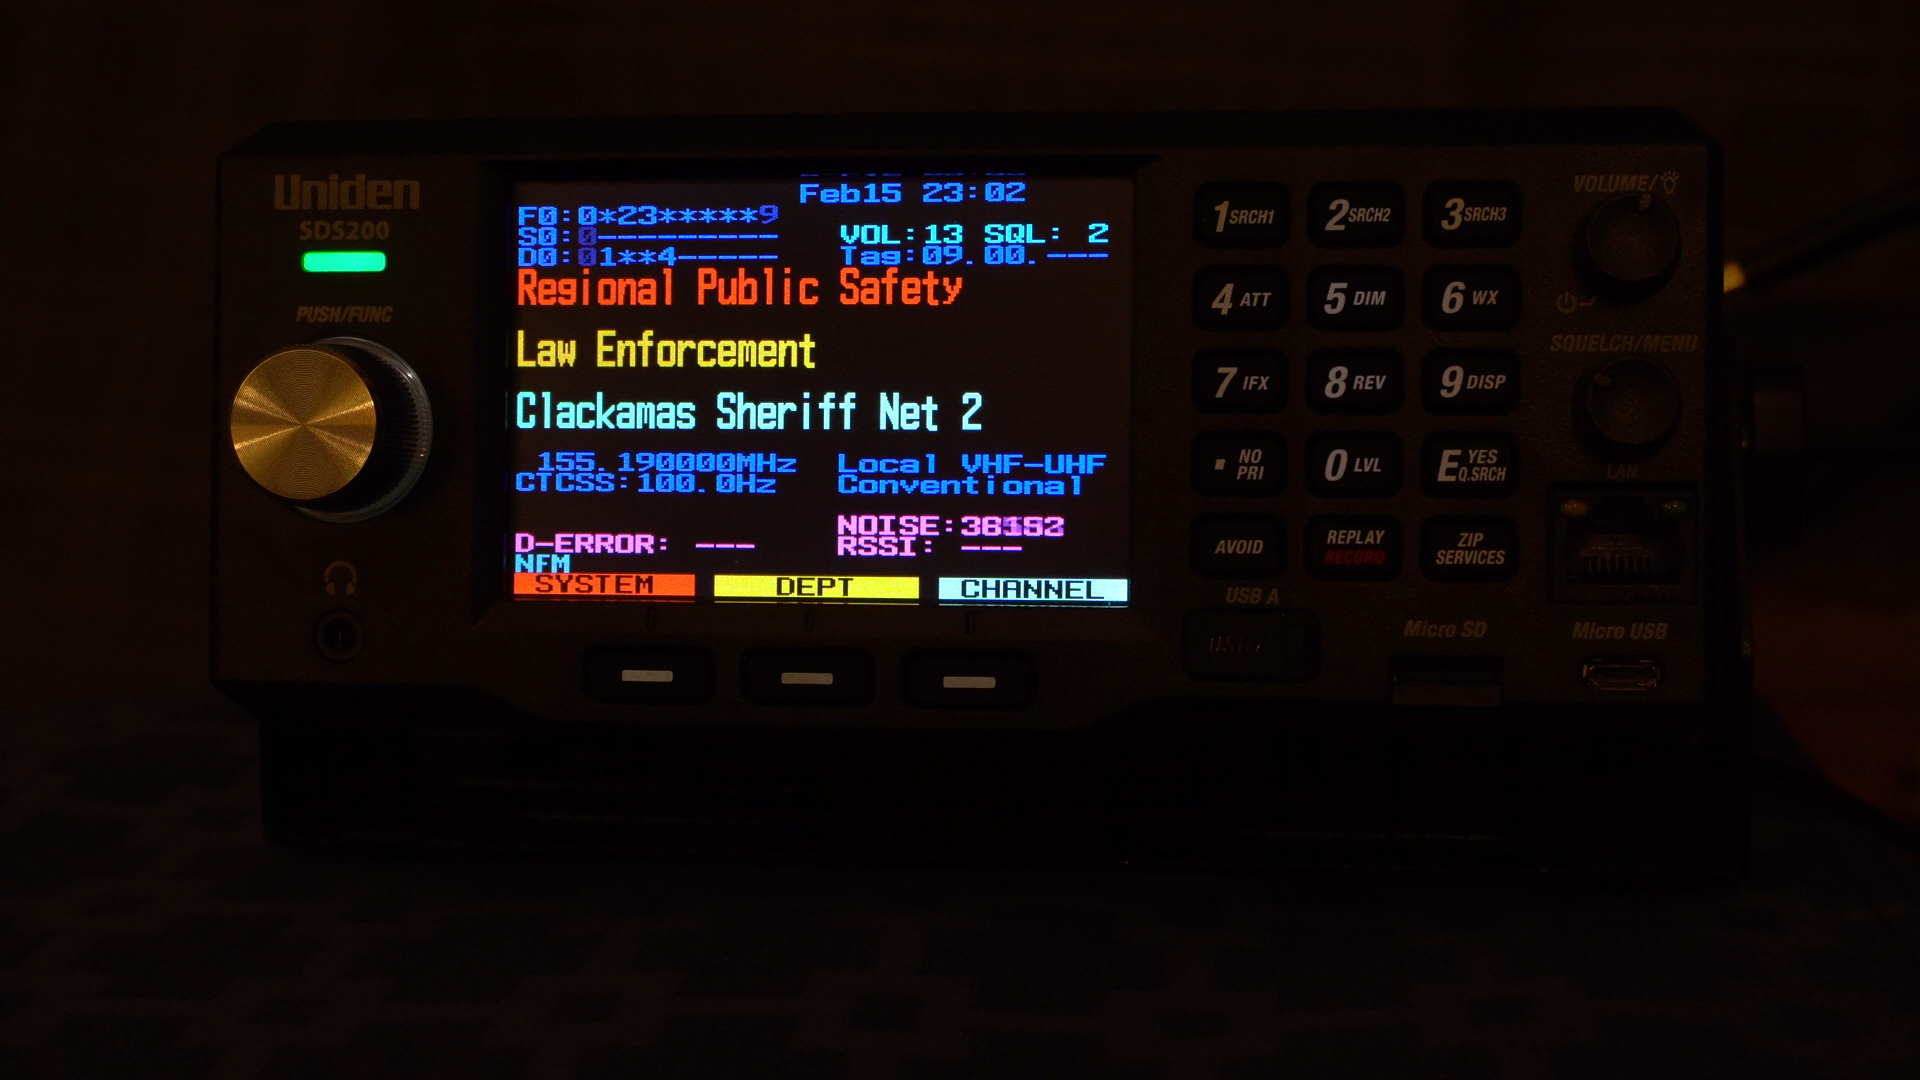 Uniden
SDS200
PUSH/FUNC
Feb15 23:02
F0:0*23*****9
S0:0---------
VOL:13 SQL: 2
D0:01**4-----
Tag:09.00.---
Regional Public Safety
Law Enforcement
Clackamas Sheriff Net 2
155.190000MHz
Local VHF-UHF
CTCSS:100.0Hz
Conventional
NOISE:
D-ERROR: ---
RSSI: ---
NFM
SYSTEM DEPT CHANNEL
1 SRCH1 2 SRCH2 3 SRCH3
4 ATT 5 DIM 6 WX
7 IFX 8 REV 9 DISP
. NO PRI 0 LVL E YES Q.SRCH
AVOID REPLAY RECORD ZIP SERVICES
VOLUME/
SQUELCH/MENU
LAN
USB A
Micro SD
Micro USB